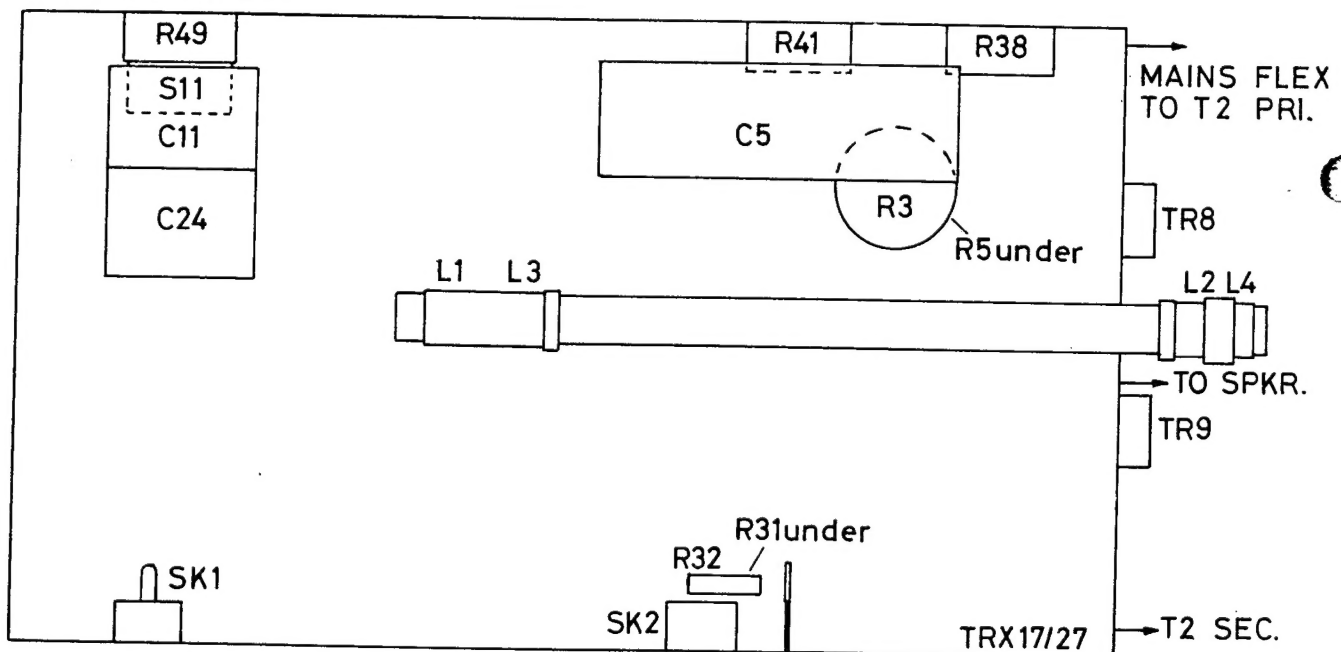 R49
R41
R38
MAINS FLEX
TO T2 PRI.
S11
C11
C5
C24
R3
TR8
R5under
L1
L3
L2
L4
TO SPKR.
TR9
R31under
R32
SK1
SK2
TRX17/27
T2 SEC.